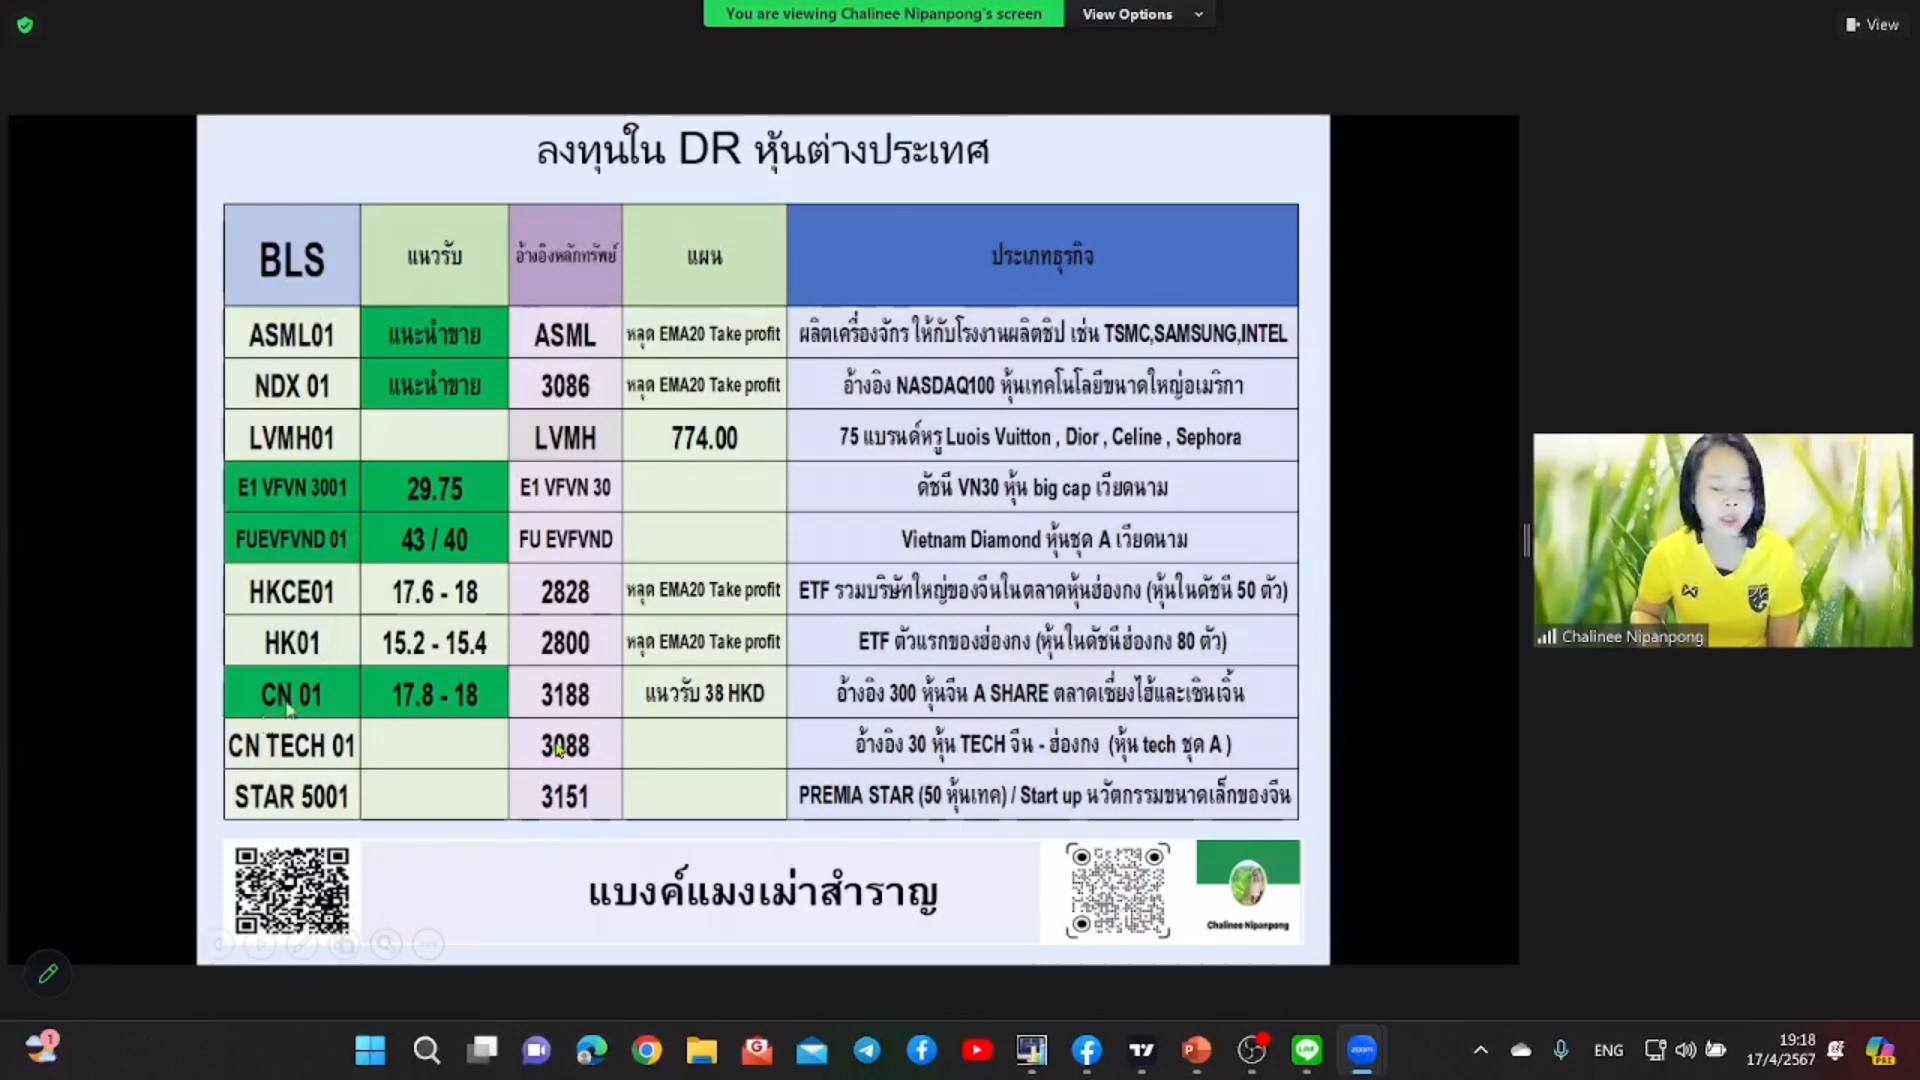 You are viewing Chalinee Nipanpong's screen
View Options
View
ลงทุนใน DR หุ้นต่างประเทศ
BLS แนวรับ อ้างอิงหลักทรัพย์ แผน ประเภทธุรกิจ
ASML01 แนะนำขาย ASML หลุด EMA20 Take profit ผลิตเครื่องจักร ให้กับโรงงานผลิตชิป เช่น TSMC,SAMSUNG,INTEL
NDX 01 แนะนำขาย 3086 หลุด EMA20 Take profit อ้างอิง NASDAQ100 หุ้นเทคโนโลยีขนาดใหญ่อเมริกา
LVMH01 LVMH 774.00 75 แบรนด์หรู Luois Vuitton , Dior , Celine , Sephora
E1 VFVN 3001 29.75 E1 VFVN 30 ดัชนี VN30 หุ้น big cap เวียดนาม
FUEVFVND 01 43 / 40 FU EVFVND Vietnam Diamond หุ้นชุด A เวียดนาม
HKCE01 17.6 - 18 2828 หลุด EMA20 Take profit ETF รวมบริษัทใหญ่ของจีนในตลาดหุ้นฮ่องกง (หุ้นในดัชนี 50 ตัว)
HK01 15.2 - 15.4 2800 หลุด EMA20 Take profit ETF ตัวแรกของฮ่องกง (หุ้นในดัชนีฮ่องกง 80 ตัว)
CN 01 17.8 - 18 3188 แนวรับ 38 HKD อ้างอิง 300 หุ้นจีน A SHARE ตลาดเซี่ยงไฮ้และเซินเจิ้น
CN TECH 01 3088 อ้างอิง 30 หุ้น TECH จีน - ฮ่องกง (หุ้น tech ชุด A )
STAR 5001 3151 PREMIA STAR (50 หุ้นเทค) / Start up นวัตกรรมขนาดเล็กของจีน
แบงค์แมงเม่าสำราญ
Chalinee Nipanpong
Chalinee Nipanpong
1
zoom
ENG
19:18
17/4/2567
PRE